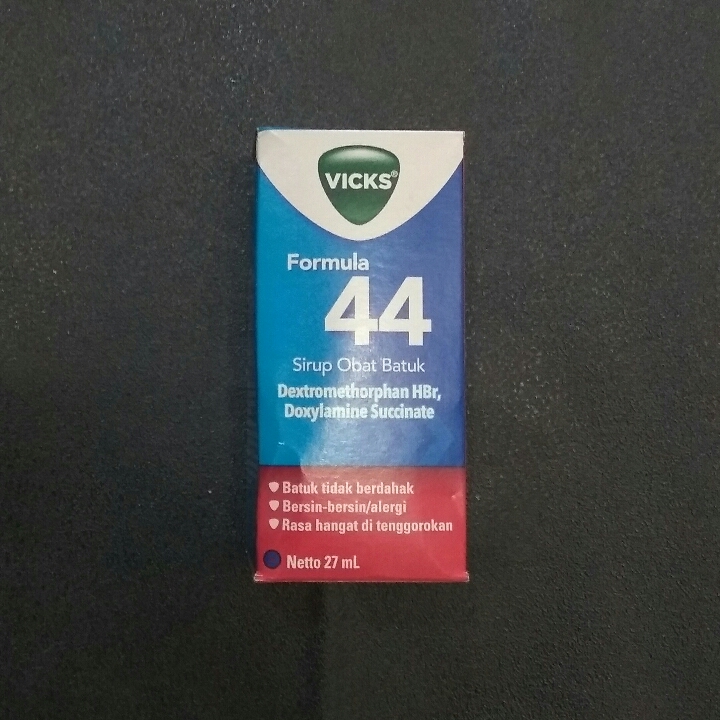 VICKS®
Formula
44
Sirup Obat Batuk
Dextromethorphan HBr,
Doxylamine Succinate
Batuk tidak berdahak
Bersin-bersin/alergi
Rasa hangat di tenggorokan
Netto 27 mL